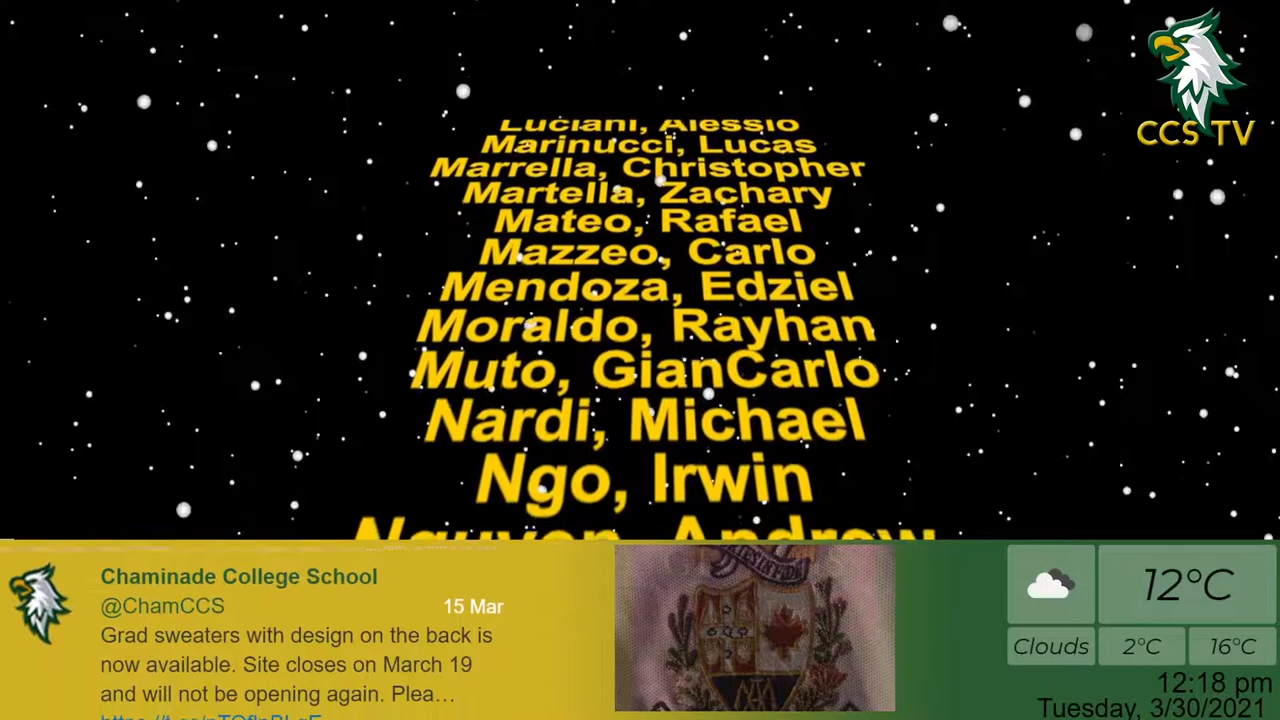 CCS TV
Luciani, Alessio
Marinucci, Lucas
Marrella, Christopher
Martella, Zachary
Mateo, Rafael
Mazzeo, Carlo
Mendoza, Edziel
Moraldo, Rayhan
Muto, GianCarlo
Nardi, Michael
Ngo, Irwin
Nguyen, Andrew
Chaminade College School
@ChamCCS
15 Mar
Grad sweaters with design on the back is
now available. Site closes on March 19
and will not be opening again. Plea…
12°C
Clouds
2°C
16°C
12:18 pm
Tuesday, 3/30/2021